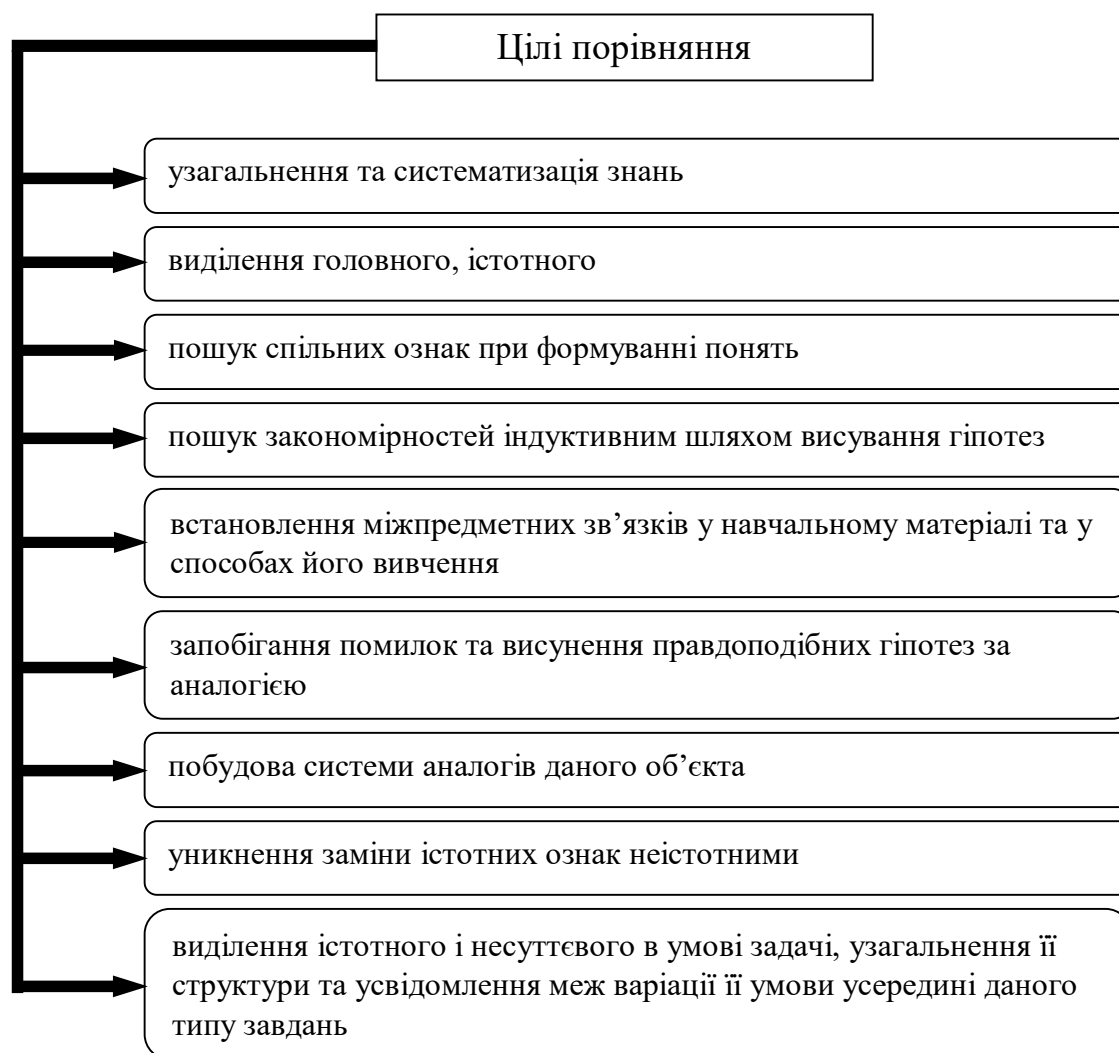 Цілі порівняння
узагальнення та систематизація знань
виділення головного, істотного
пошук спільних ознак при формуванні понять
пошук закономірностей індуктивним шляхом висування гіпотез
встановлення міжпредметних зв’язків у навчальному матеріалі та у
способах його вивчення
запобігання помилок та висунення правдоподібних гіпотез за
аналогією
побудова системи аналогів даного об’єкта
уникнення заміни істотних ознак неістотними
виділення істотного і несуттєвого в умові задачі, узагальнення її
структури та усвідомлення меж варіації її умови усередині даного
типу завдань